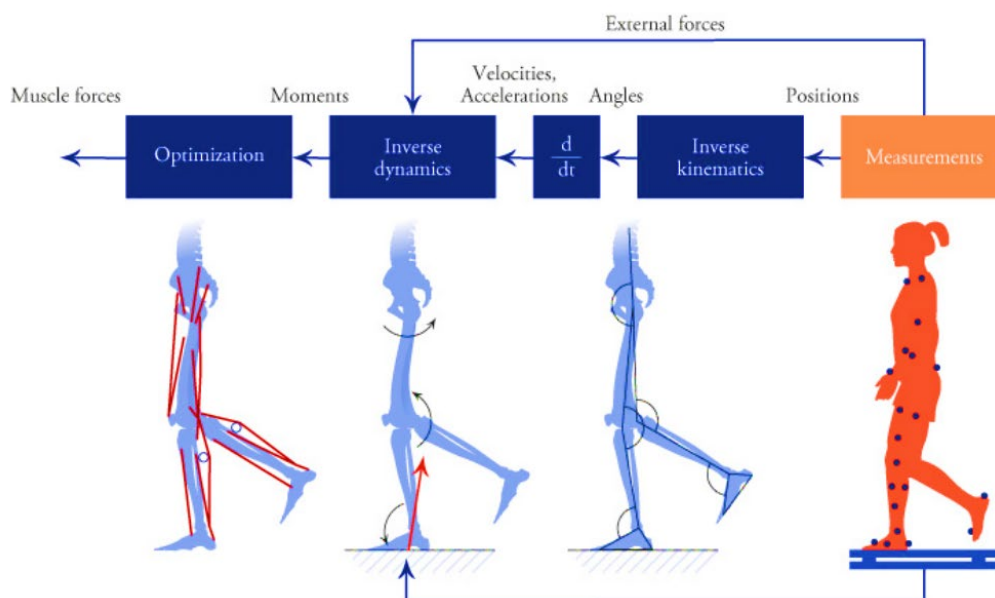 External forces
Velocities,
Muscle forces Moments Accelerations Angles Positions
Optimization
Inverse
dynamics
d
dt
Inverse
kinematics
Measurements